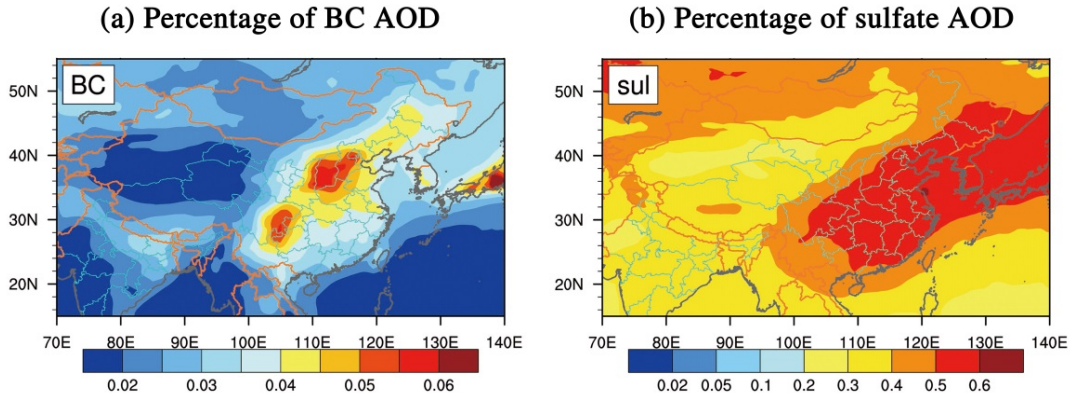 (a) Percentage of BC AOD
(b) Percentage of sulfate AOD
BC
50N
40N
30N
20N
70E 80E 90E 100E 110E 120E 130E 140E
0.02 0.03 0.04 0.05 0.06
sul
50N
40N
30N
20N
70E 80E 90E 100E 110E 120E 130E 140E
0.02 0.05 0.1 0.2 0.3 0.4 0.5 0.6